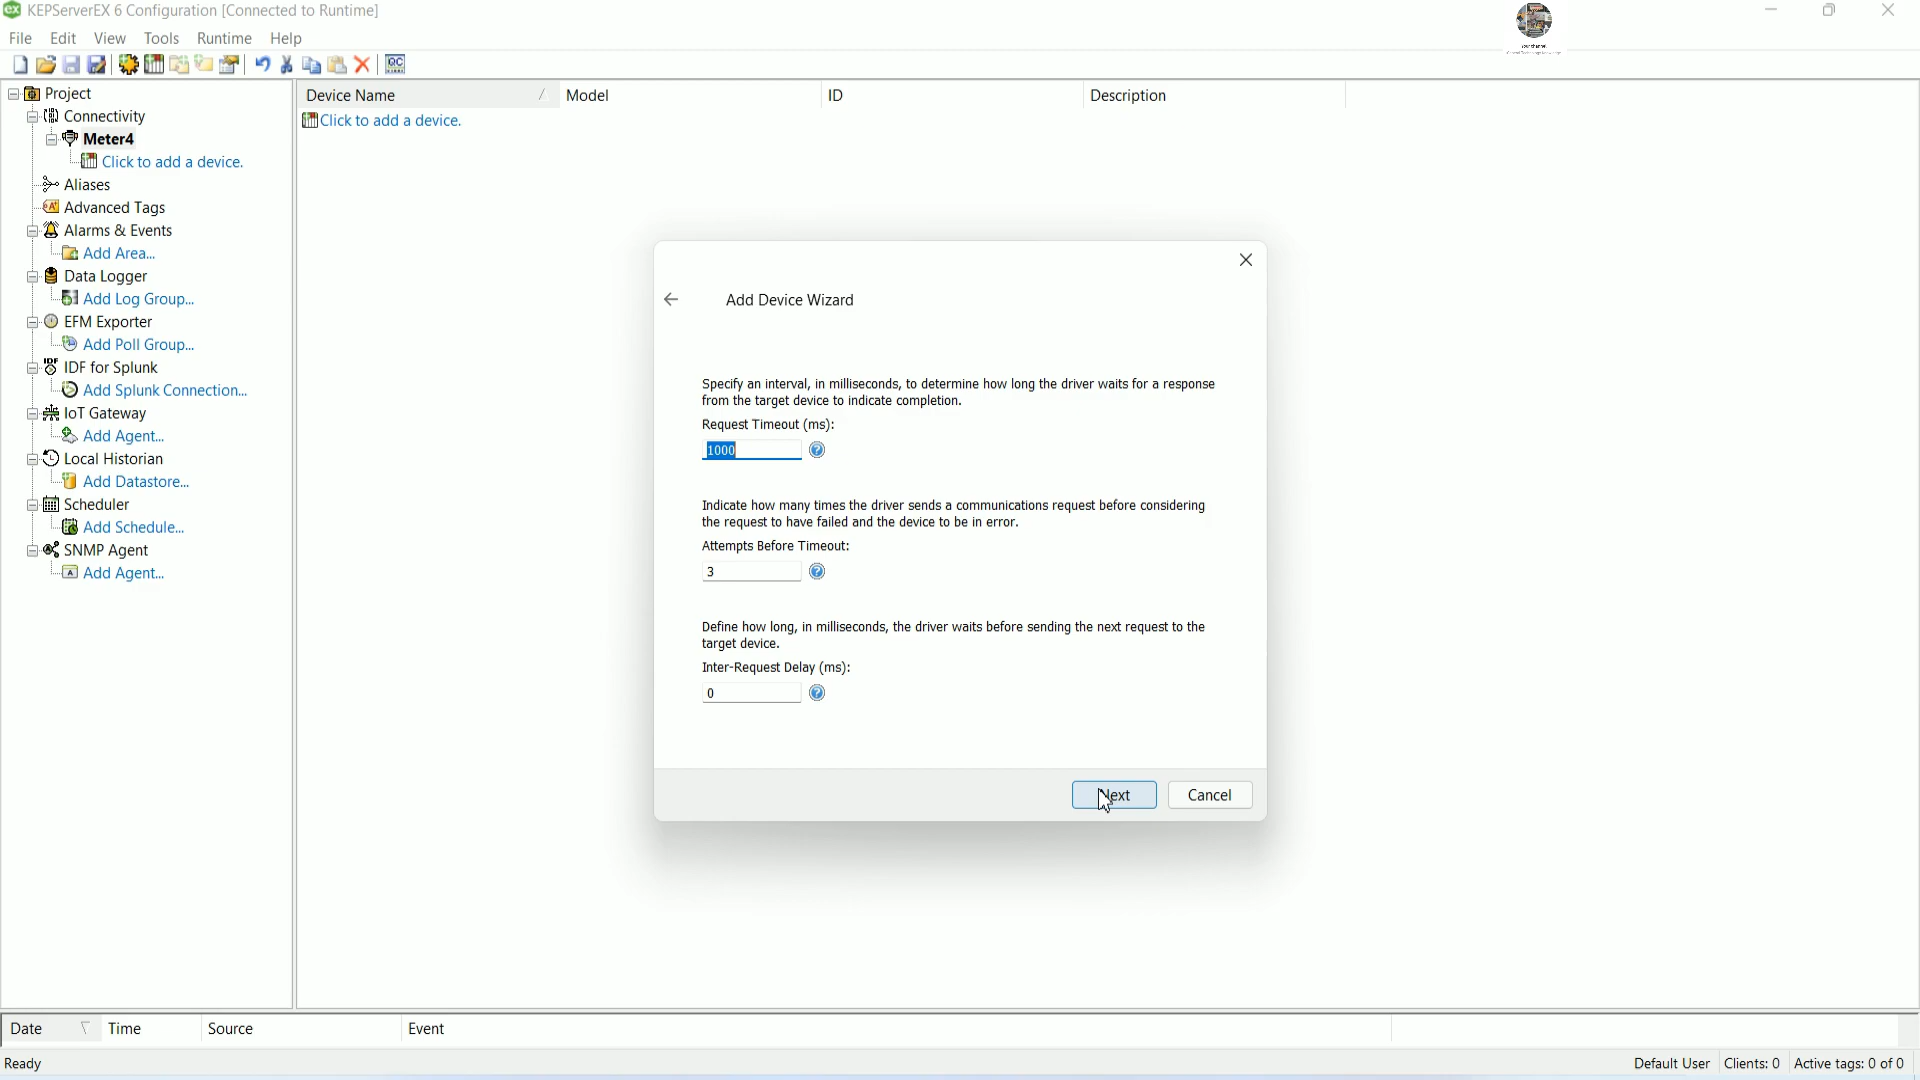 KEPServerEX 6 Configuration [Connected to Runtime]
Your channel
File Edit View Tools Runtime Help
Project
Connectivity
Meter4
Click to add a device.
Aliases
Advanced Tags
Alarms & Events
Add Area...
Data Logger
Add Log Group...
EFM Exporter
Add Poll Group...
IDF for Splunk
Add Splunk Connection...
IoT Gateway
Add Agent...
Local Historian
Add Datastore...
Scheduler
Add Schedule...
SNMP Agent
Add Agent...
Device Name Model ID Description
Click to add a device.
Add Device Wizard
Specify an interval, in milliseconds, to determine how long the driver waits for a response
from the target device to indicate completion.
Request Timeout (ms):
1000
Indicate how many times the driver sends a communications request before considering
the request to have failed and the device to be in error.
Attempts Before Timeout:
3
Define how long, in milliseconds, the driver waits before sending the next request to the
target device.
Inter-Request Delay (ms):
0
Next Cancel
Date Time Source Event
Ready Default User Clients: 0 Active tags: 0 of 0